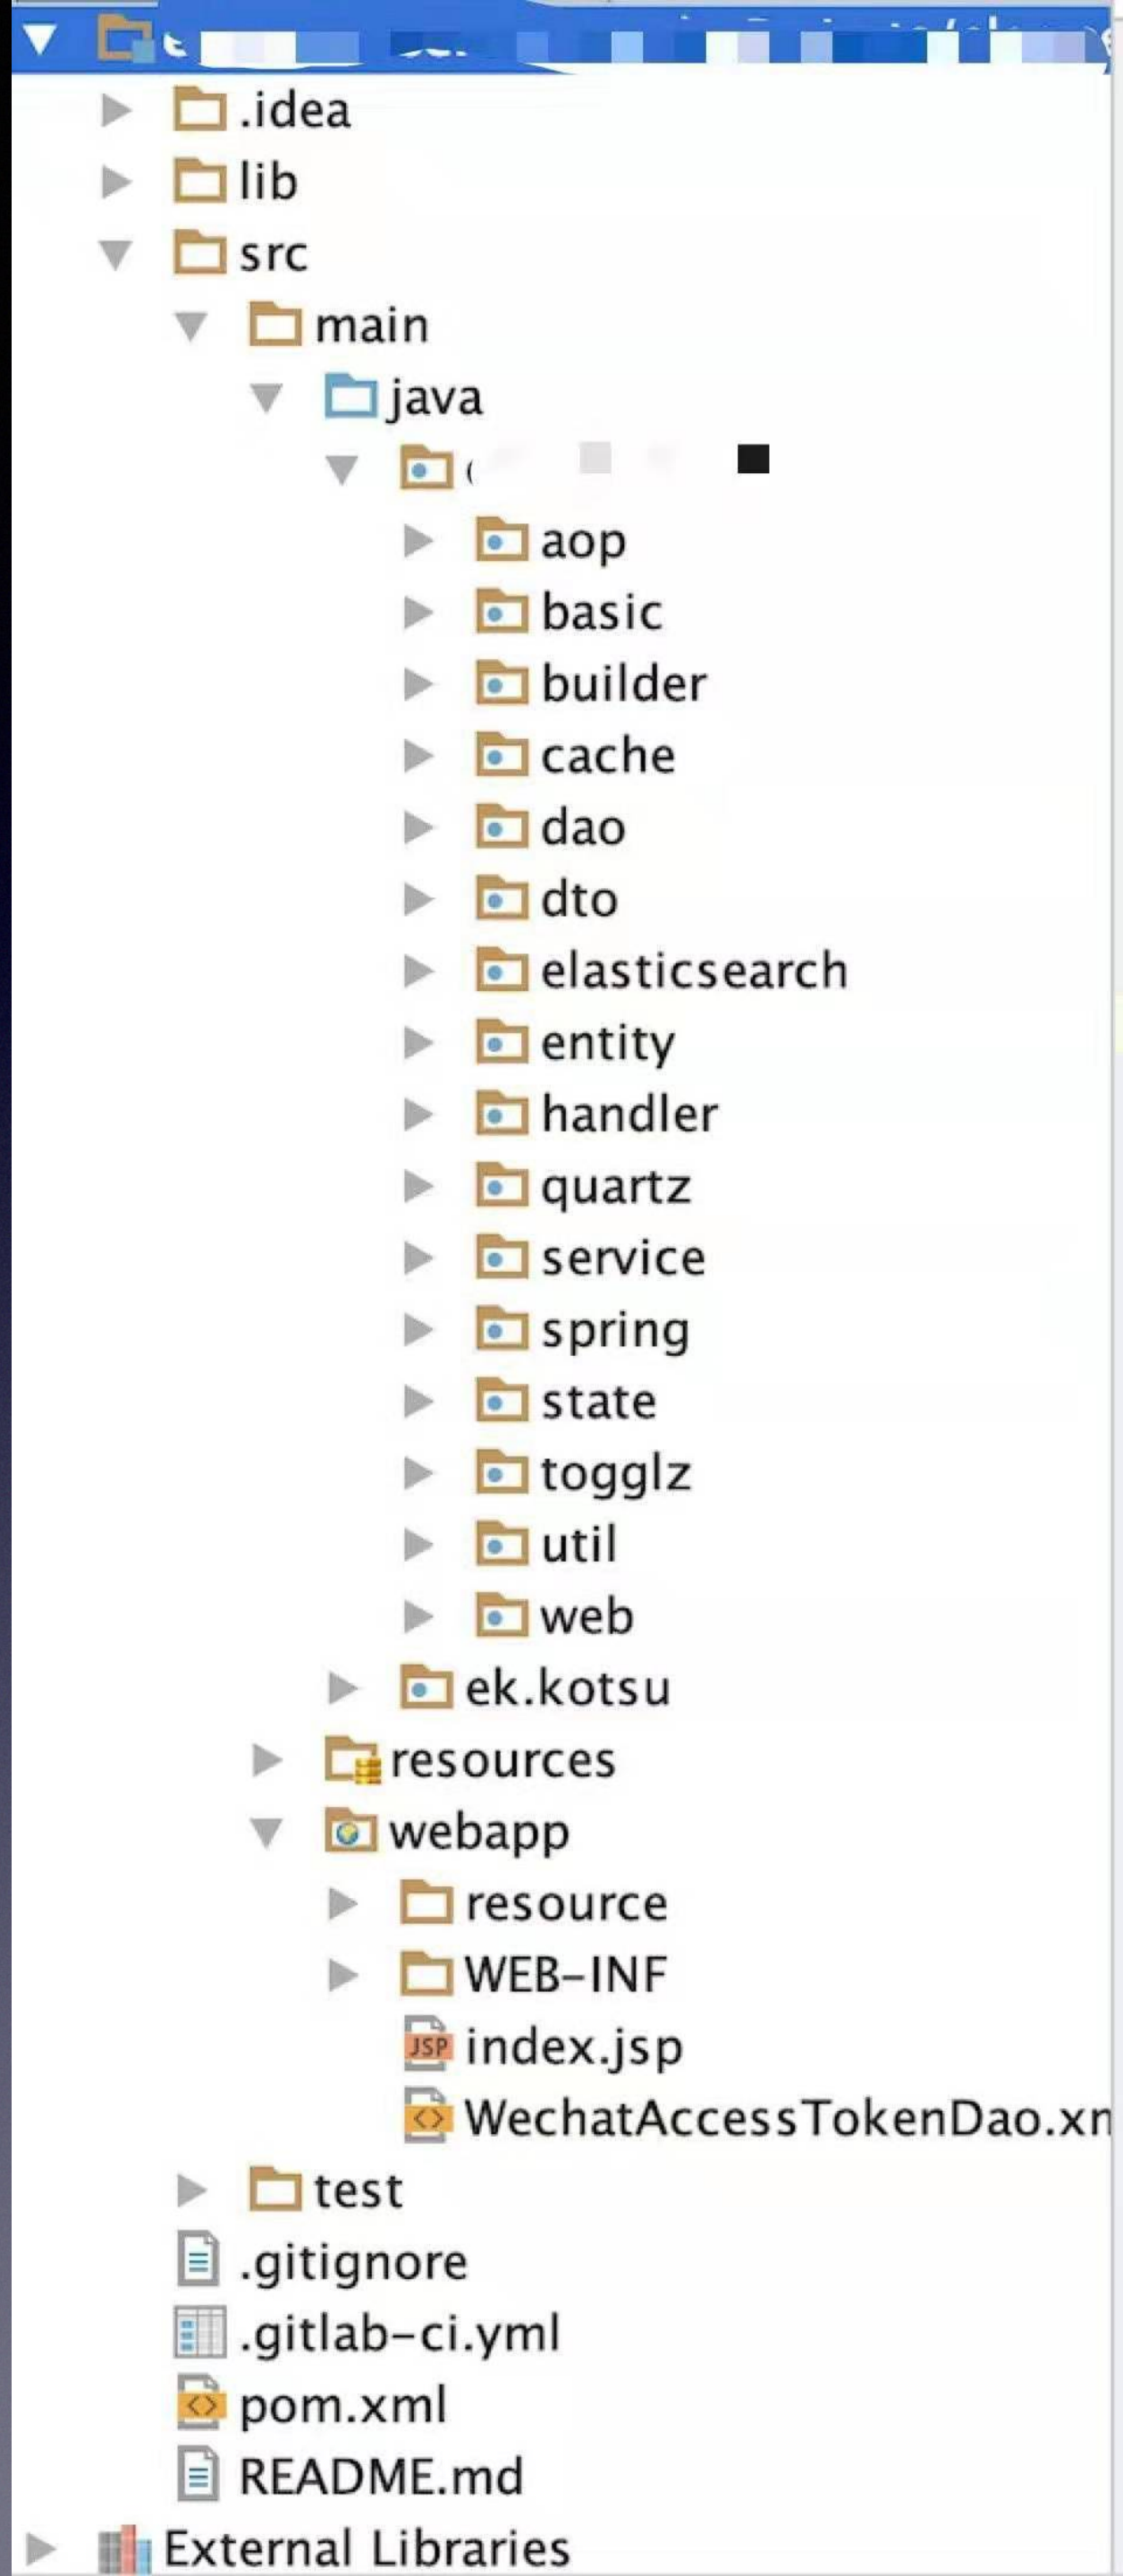 .idea
lib
src
main
java
aop
basic
builder
cache
dao
dto
elasticsearch
entity
handler
quartz
service
spring
state
togglz
util
web
ek.kotsu
resources
webapp
resource
WEB-INF
JSP index.jsp
WechatAccessTokenDao.xm
test
.gitignore
.gitlab-ci.yml
pom.xml
README.md
External Libraries